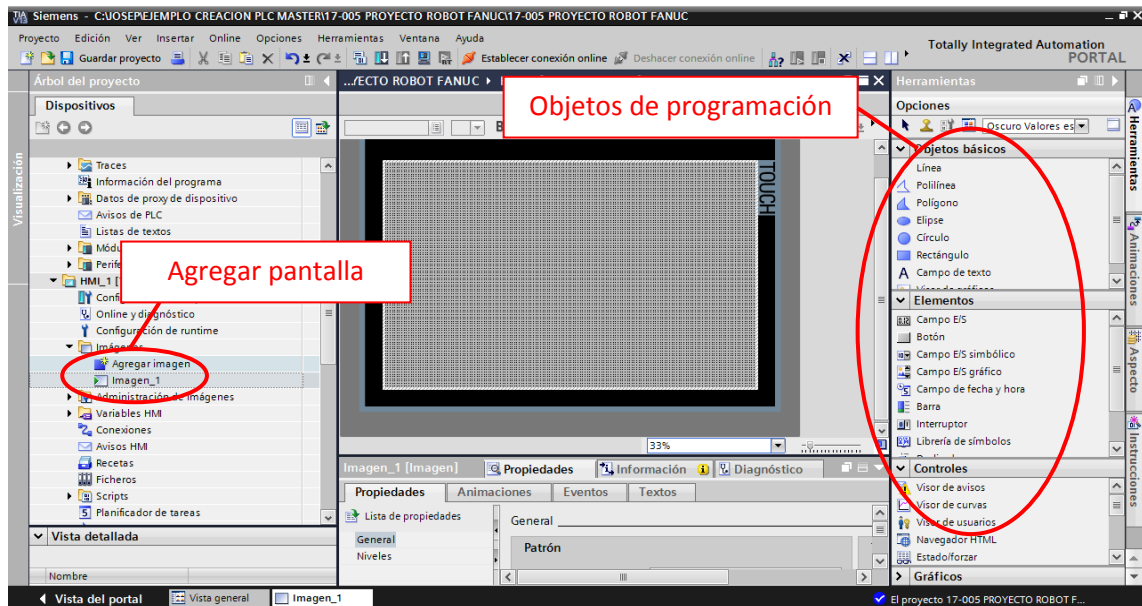 Siemens - C:\JOSEP\EJEMPLO CREACION PLC MASTER\17-005 PROYECTO ROBOT FANUC\17-005 PROYECTO ROBOT FANUC
Proyecto Edición Ver Insertar Online Opciones Herramientas Ventana Ayuda
Guardar proyecto Establecer conexión online Deshacer conexión online
Totally Integrated Automation
PORTAL
Árbol del proyecto
Dispositivos
Visualización
Traces
Información del programa
Datos de proxy de dispositivo
Avisos de PLC
Listas de textos
HMI_1
Online y diagnóstico
Configuración de runtime
Imágenes
Agregar imagen
Imagen_1
Administración de imágenes
Variables HMI
Conexiones
Avisos HMI
Recetas
Ficheros
Scripts
Planificador de tareas
Vista detallada
Nombre
Agregar pantalla
...YECTO ROBOT FANUC
Objetos de programación
TOUCH
33%
Imagen_1 [Imagen]
Propiedades Información Diagnóstico
Propiedades Animaciones Eventos Textos
Lista de propiedades
General
Niveles
General
Patrón
Herramientas
Opciones
Oscuro Valores es
Objetos básicos
Línea
Polilínea
Polígono
Elipse
Círculo
Rectángulo
Campo de texto
Elementos
Campo E/S
Botón
Campo E/S simbólico
Campo E/S gráfico
Campo de fecha y hora
Barra
Interruptor
Librería de símbolos
Controles
Visor de avisos
Visor de curvas
Visor de usuarios
Navegador HTML
Estado/forzar
Gráficos
Herramientas
Animaciones
Aspecto
Instrucciones
Vista del portal Vista general Imagen_1
El proyecto 17-005 PROYECTO ROBOT F...